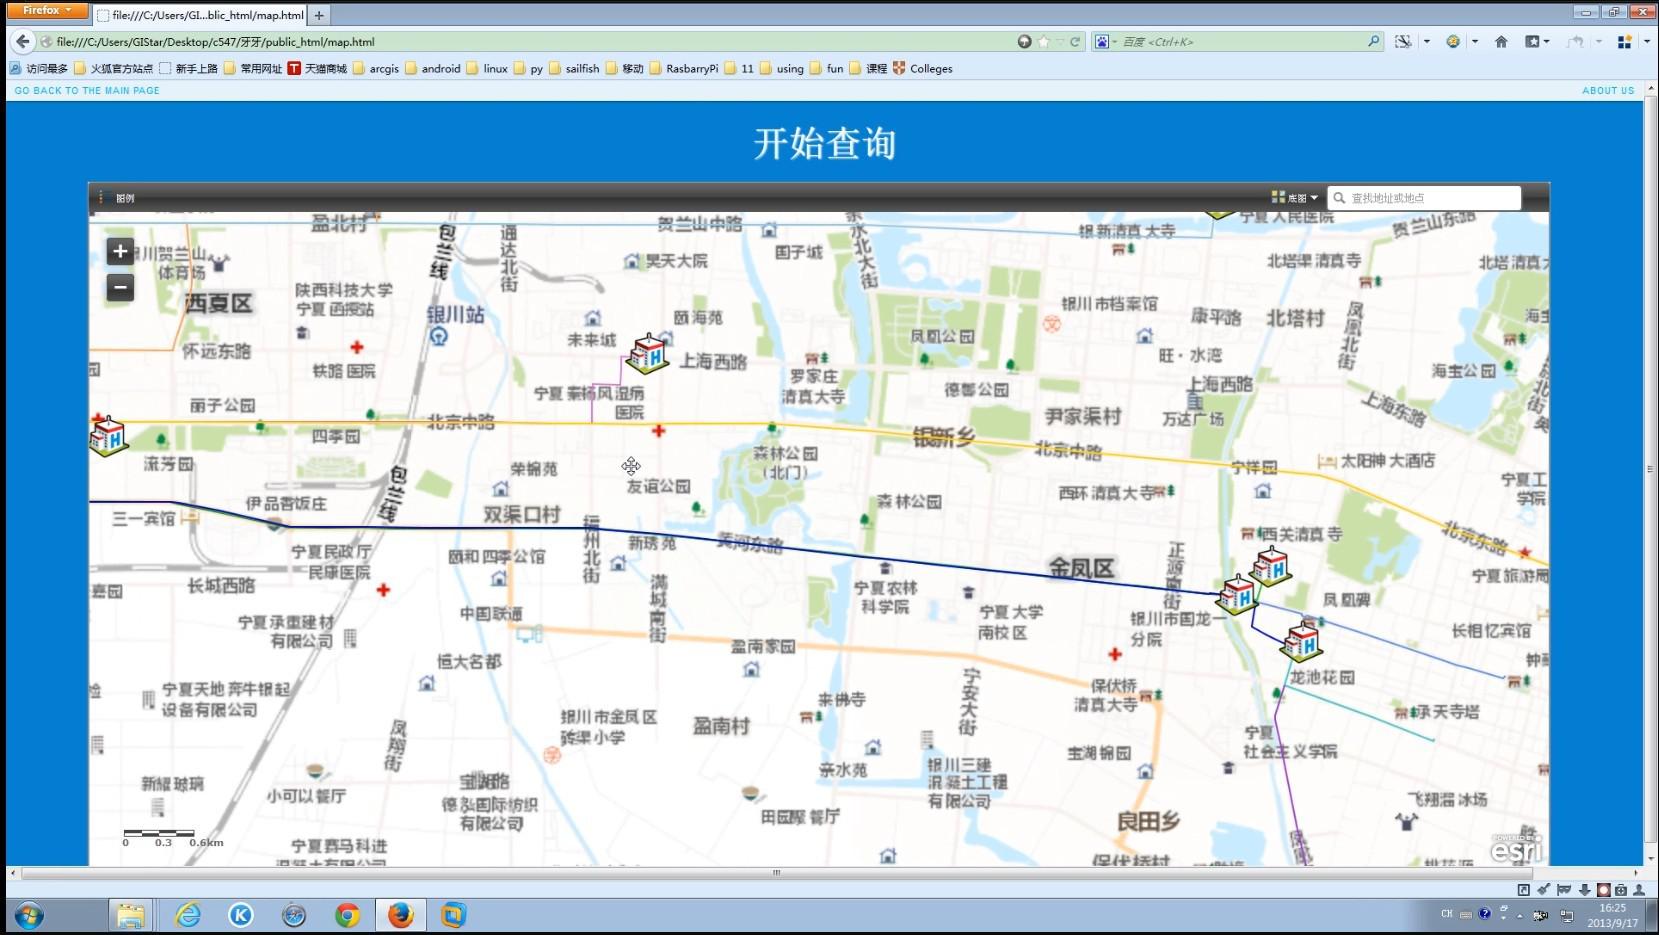 Firefox
file:///C:/Users/GI...blic_html/map.html
file:///C:/Users/GIStar/Desktop/c547/牙牙/public_html/map.html
百度 <Ctrl+K>
访问最多 火狐官方站点 新手上路 常用网址 天猫商城 arcgis android linux py sailfish 移动 RasbarryPi 11 using fun 课程 Colleges
GO BACK TO THE MAIN PAGE
ABOUT US
开始查询
图例
底图
查找地址或地点
盈北村
包兰线
通达北街
贺兰山中路
国子城
银新清真大寺
宁夏人民医院
贺兰山东路
体育场
昊天大院
北塔渠清真寺
西夏区
陕西科技大学
宁夏函授站
银川站
颐海苑
未来城
凤凰公园
银川市档案馆
康平路
北塔村
凤凰北街
怀远东路
铁路医院
上海西路
罗家庄
清真大寺
德馨公园
旺·水湾
上海西路
海宝公园
丽子公园
宁夏秦杨风湿病
医院
尹家渠村
万达广场
上海东路
四季园
北京中路
银新乡
北京中路
流芳园
荣锦苑
森林公园
(北门)
宁祥园
太阳神大酒店
伊品香饭庄
包兰线
友谊公园
森林公园
西环清真大寺
宁夏工
学院
三一宾馆
双渠口村
福州北街
新琇苑
黄河东路
西关清真寺
北京东路
宁夏民政厅
民康医院
颐和四季公馆
金凤区
正源南街
宁夏旅游局
长城西路
嘉园
满城南街
宁夏农林
科学院
凤凰碑
宁夏承重建材
有限公司
中国联通
宁夏大学
南校区
银川市国龙一
分院
长相忆宾馆
恒大名都
盈南家园
龙池花园
宁夏天地奔牛银起
设备有限公司
来佛寺
宁安大街
保伏桥
清真大寺
承天寺塔
凤翔街
银川市金凤区
砖渠小学
盈南村
宁夏
社会主义学院
宝湖锦园
新耀玻璃
小可以餐厅
宝湖路
德泓国际纺织
有限公司
亲水苑
银川三建
混凝土工程
有限公司
田园聚餐厅
良田乡
飞翔溜冰场
0 0.3 0.6km
宁夏赛马科进
保伏桥村
POWERED BY
esri
CH
16:25
2013/9/17